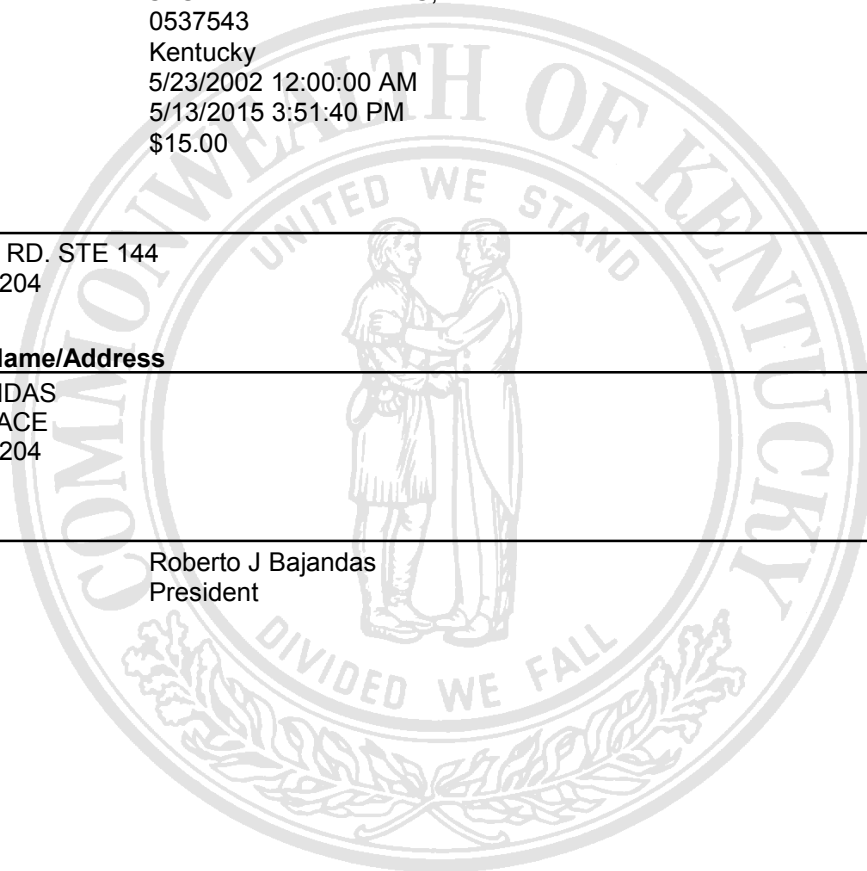 0537543
Kentucky
5/23/2002 12:00:00 AM
5/13/2015 3:51:40 PM
$15.00
RD. STE 144
204
Name/Address
NDAS
ACE
204
Roberto J Bajandas
President
COMMONWEALTH OF KENTUCKY
UNITED WE STAND
DIVIDED WE FALL